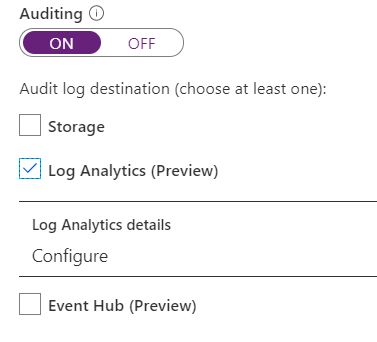 Auditing
ON OFF
Audit log destination (choose at least one):
Storage
Log Analytics (Preview)
Log Analytics details
Configure
Event Hub (Preview)